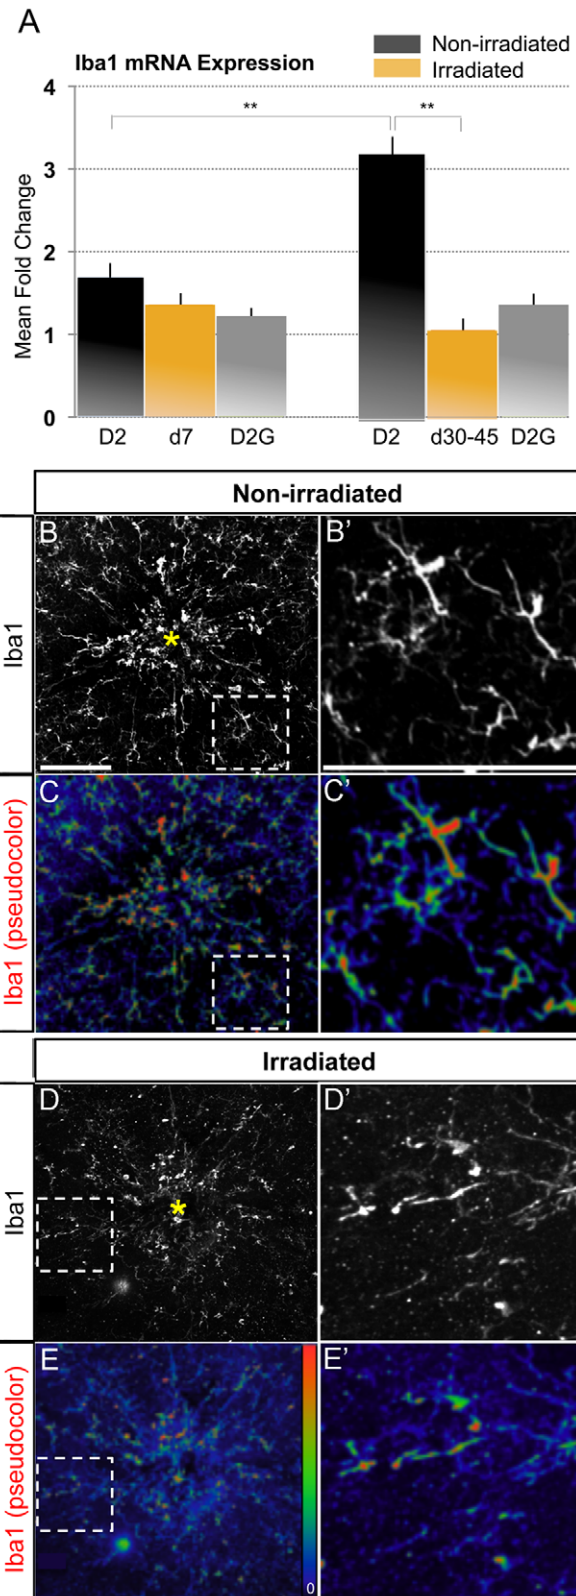 A
Non-irradiated
Irradiated
Iba1 mRNA Expression
Mean Fold Change
4
3
2
1
0
**
**
D2 d7 D2G D2 d30-45 D2G
Non-irradiated
Iba1
B
B’
*
Iba1 (pseudocolor)
C
C’
Irradiated
Iba1
D
D’
*
Iba1 (pseudocolor)
E
E’
0